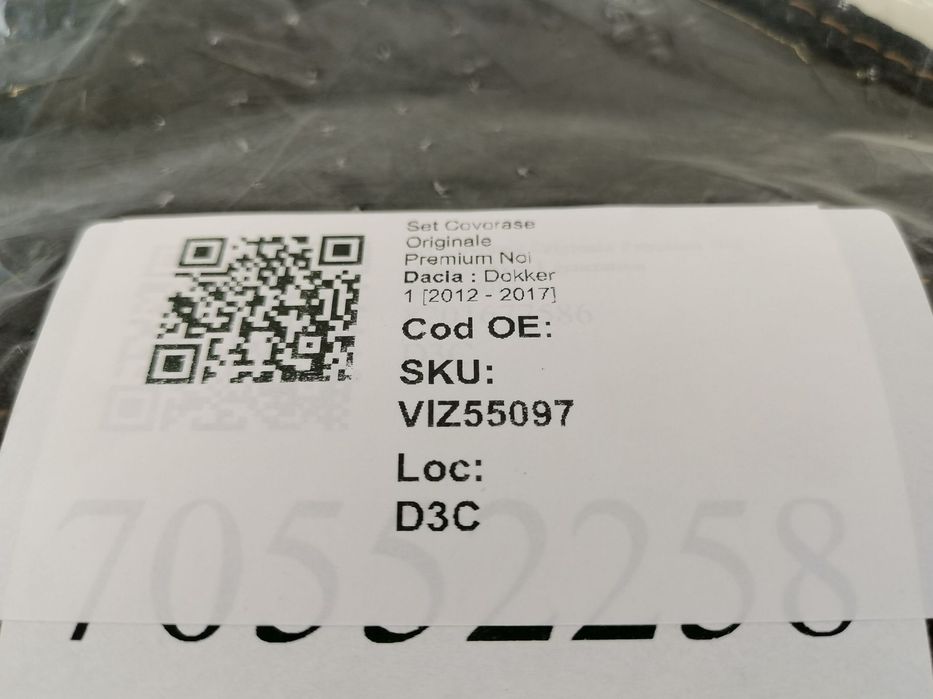 Set Covorase
Originale
Premium Noi
Dacia : Dokker
1 [2012 - 2017]
Cod OE:
SKU:
VIZ55097
Loc:
D3C
70552258